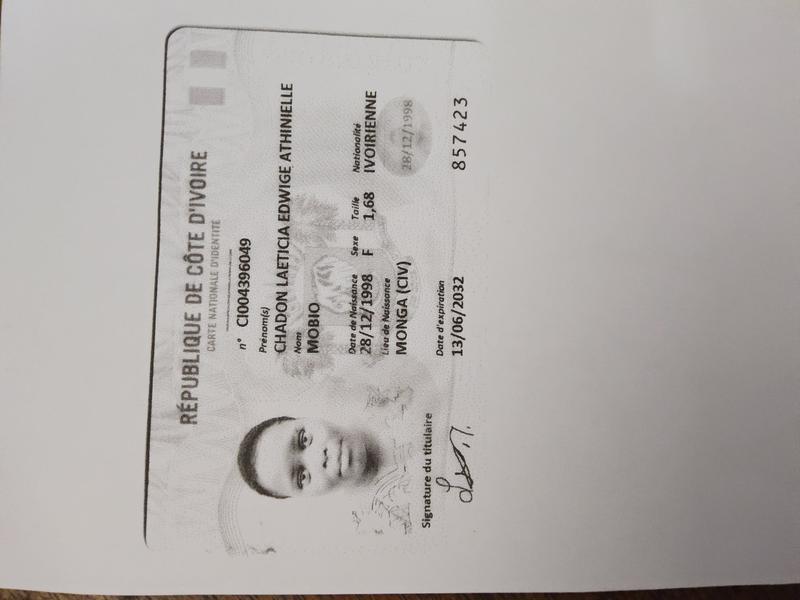 RÉPUBLIQUE DE CÔTE D'IVOIRE
CARTE NATIONALE D'IDENTITÉ
n° CI004396049
Prénom(s)
CHADON LAETICIA EDWIGE ATHINIELLE
Nom
MOBIO
Date de Naissance Sexe Taille Nationalité
28/12/1998 F 1,68 IVOIRIENNE
Lieu de Naissance
MONGA (CIV)
28/12/1998
Signature du titulaire
Date d'expiration
13/06/2032
857423